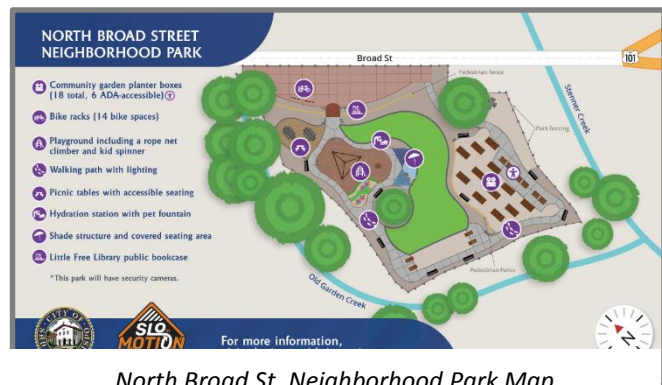 NORTH BROAD STREET
NEIGHBORHOOD PARK
Community garden planter boxes
(18 total, 6 ADA-accessible)
Bike racks (14 bike spaces)
Playground including a rope net
climber and kid spinner
Walking path with lighting
Picnic tables with accessible seating
Hydration station with pet fountain
Shade structure and covered seating area
Little Free Library public bookcase
*This park will have security cameras.
Broad St
101
Pedestrian fence
Stenner Creek
Park fencing
Pedestrian Fence
Old Garden Creek
CITY OF
SLO
MOTION
For more information,
N
North Broad St. Neighborhood Park Map